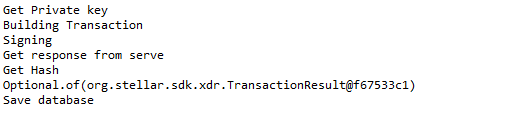 Get Private key
Building Transaction
Signing
Get response from serve
Get Hash
Optional.of(org.stellar.sdk.xdr.TransactionResult@f67533c1)
Save database